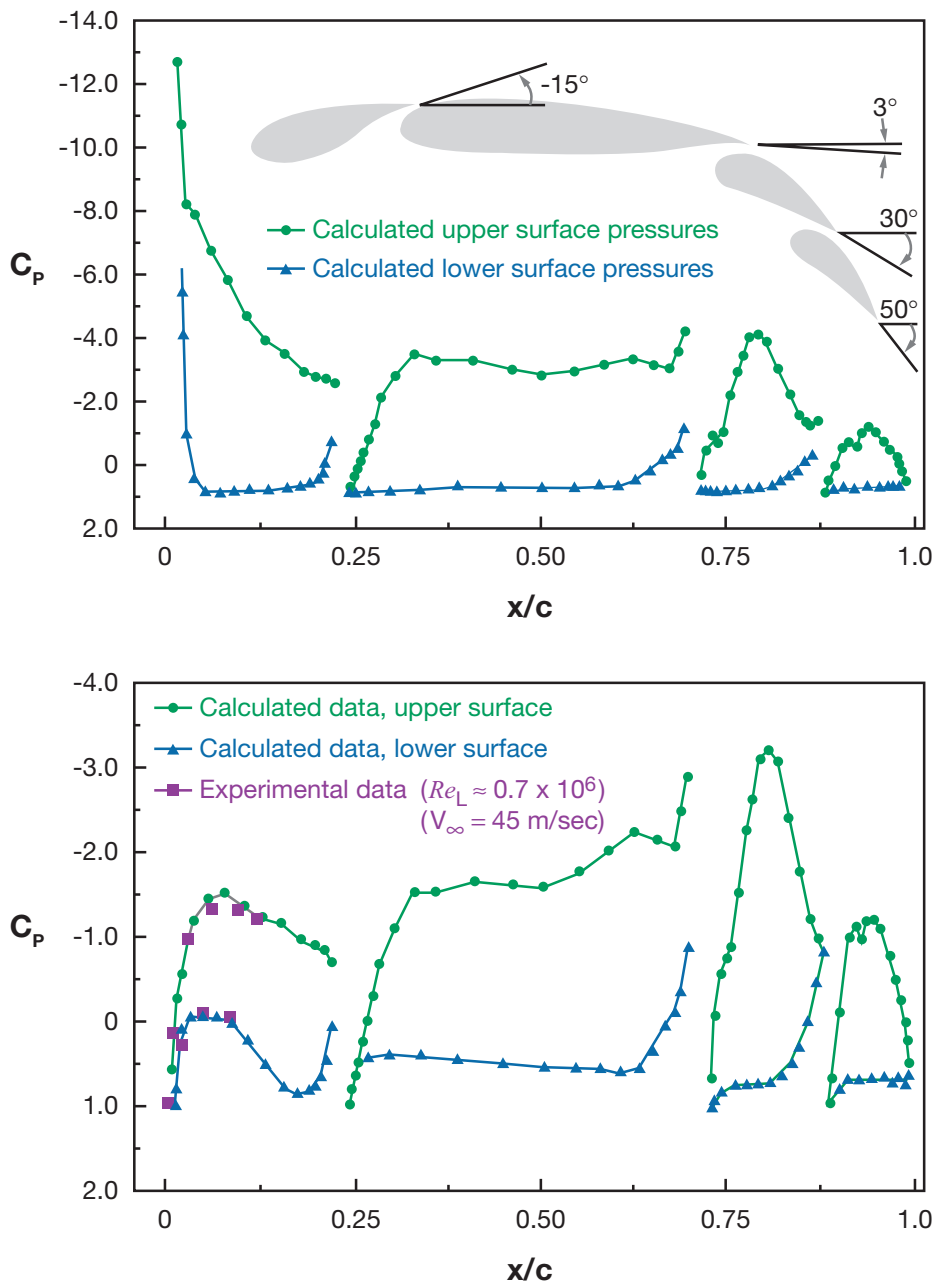 -14.0
-12.0
-10.0
-8.0
-6.0
-4.0
-2.0
0
2.0
C_P
-15°
3°
30°
50°
Calculated upper surface pressures
Calculated lower surface pressures
0 0.25 0.50 0.75 1.0
x/c
-4.0
-3.0
-2.0
-1.0
0
1.0
2.0
C_P
Calculated data, upper surface
Calculated data, lower surface
Experimental data (Re_L ≈ 0.7 x 10⁶)
(V_∞ = 45 m/sec)
0 0.25 0.50 0.75 1.0
x/c